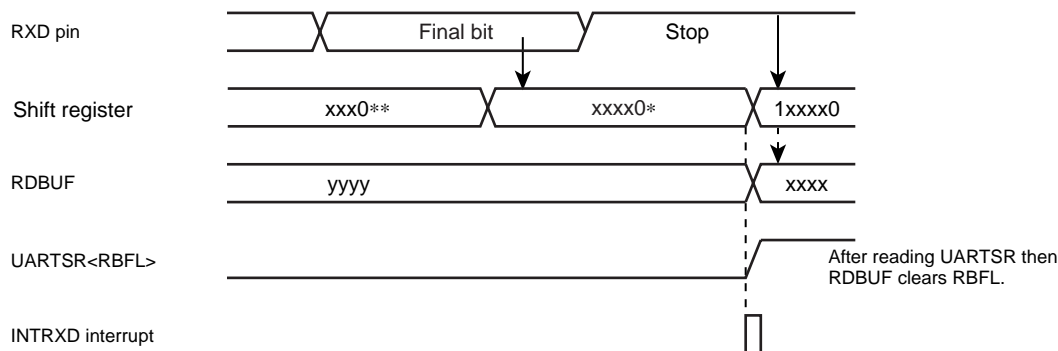 RXD pin
Final bit
Stop
Shift register
xxx0**
xxxx0*
1xxxx0
RDBUF
yyyy
xxxx
UARTSR<RBFL>
After reading UARTSR then
RDBUF clears RBFL.
INTRXD interrupt